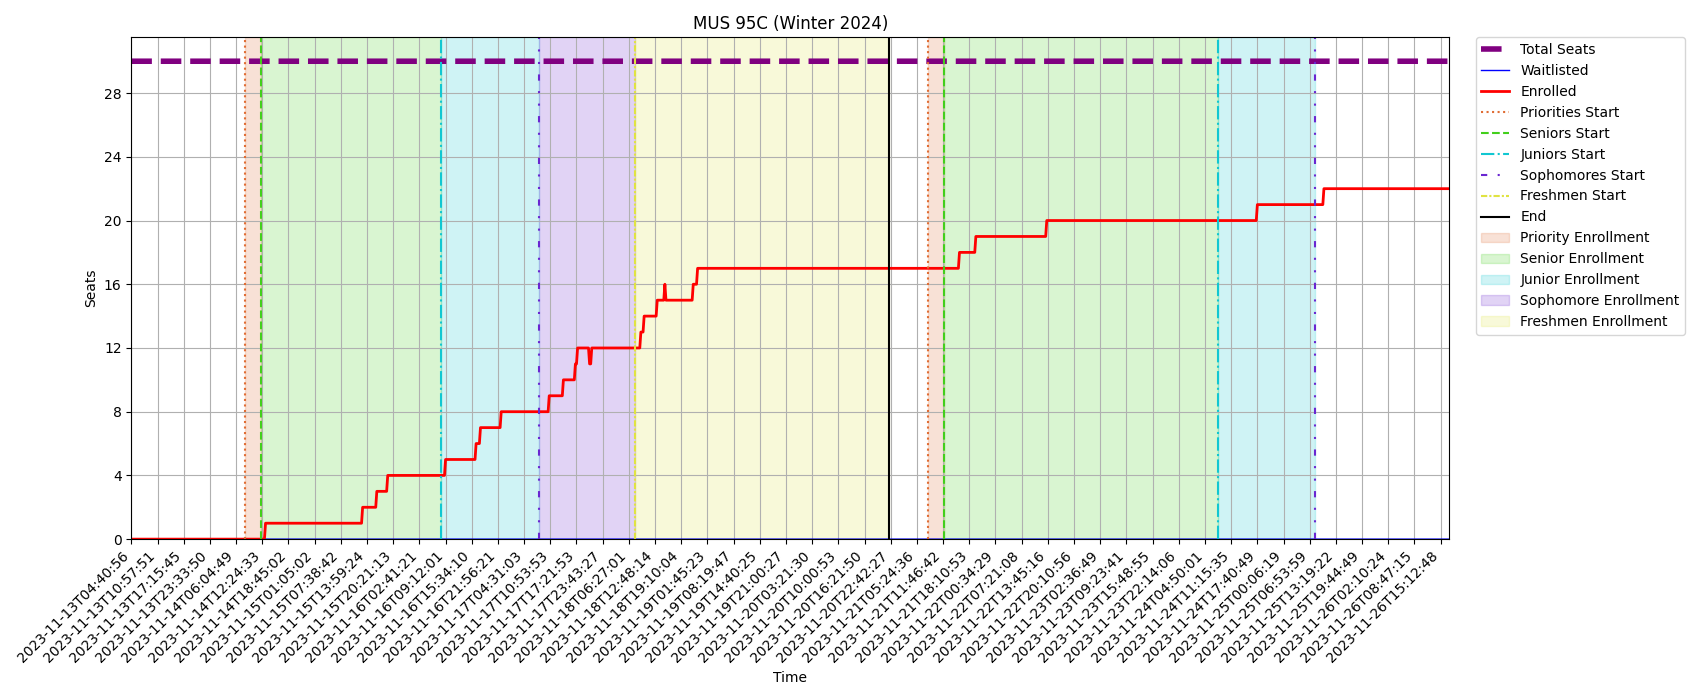 MUS 95C (Winter 2024)
Total Seats
Waitlisted
Enrolled
Priorities Start
Seniors Start
Juniors Start
Sophomores Start
Freshmen Start
End
Priority Enrollment
Senior Enrollment
Junior Enrollment
Sophomore Enrollment
Freshmen Enrollment
Seats
28
24
20
16
12
8
4
0
2023-11-13T04:40:56
2023-11-13T10:57:51
2023-11-13T17:15:45
2023-11-13T23:33:50
2023-11-14T06:04:49
2023-11-14T12:24:33
2023-11-14T18:45:02
2023-11-15T01:05:02
2023-11-15T07:38:42
2023-11-15T13:59:24
2023-11-15T20:21:13
2023-11-16T02:41:21
2023-11-16T09:12:01
2023-11-16T15:34:10
2023-11-16T21:56:21
2023-11-17T04:31:03
2023-11-17T10:53:53
2023-11-17T17:21:53
2023-11-17T23:43:27
2023-11-18T06:27:01
2023-11-18T12:48:14
2023-11-18T19:10:04
2023-11-19T01:45:23
2023-11-19T08:19:47
2023-11-19T14:40:25
2023-11-19T21:00:27
2023-11-20T03:21:30
2023-11-20T10:00:53
2023-11-20T16:21:50
2023-11-20T22:42:27
2023-11-21T05:24:36
2023-11-21T11:46:42
2023-11-21T18:10:53
2023-11-22T00:34:29
2023-11-22T07:21:08
2023-11-22T13:45:16
2023-11-22T20:10:56
2023-11-23T02:36:49
2023-11-23T09:23:41
2023-11-23T15:48:55
2023-11-23T22:14:06
2023-11-24T04:50:01
2023-11-24T11:15:35
2023-11-24T17:40:49
2023-11-25T00:06:19
2023-11-25T06:53:59
2023-11-25T13:19:22
2023-11-25T19:44:49
2023-11-26T02:10:24
2023-11-26T08:47:15
2023-11-26T15:12:48
Time